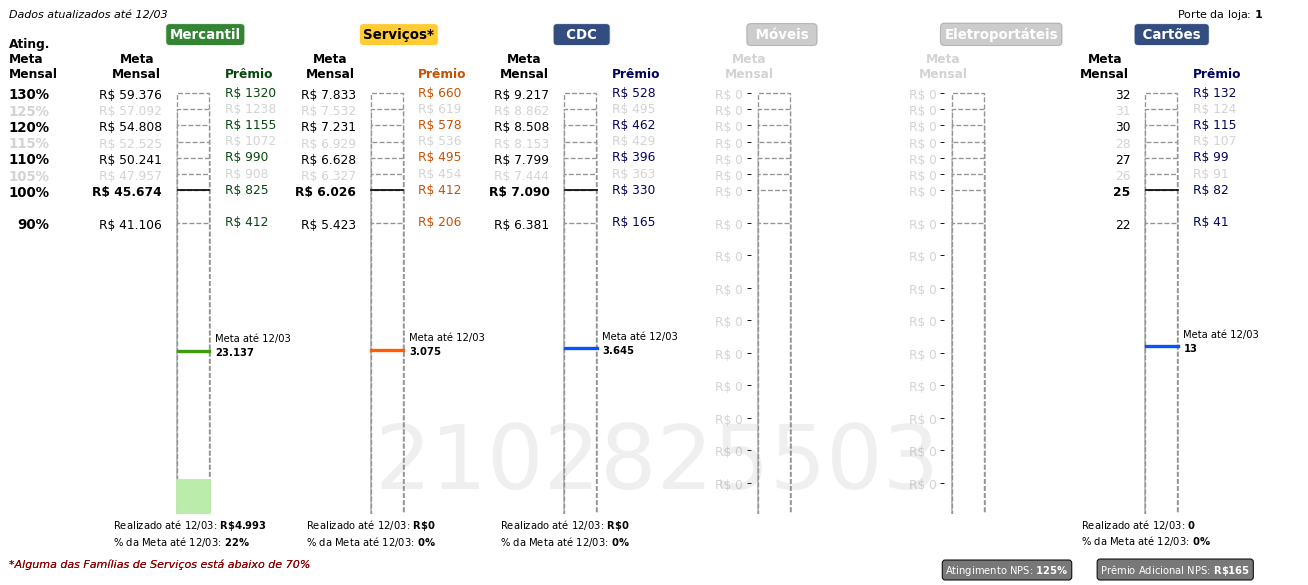 Dados atualizados até 12/03
Porte da loja: 1
Mercantil Serviços* CDC Móveis Eletroportáteis Cartões
Ating. Meta Mensal
Meta Mensal Prêmio Meta Mensal Prêmio Meta Mensal Prêmio Meta Mensal Meta Mensal Meta Mensal Prêmio
130% R$ 59.376 R$ 1320 R$ 7.833 R$ 660 R$ 9.217 R$ 528 R$ 0 R$ 0 32 R$ 132
125% R$ 57.092 R$ 1238 R$ 7.532 R$ 619 R$ 8.862 R$ 495 R$ 0 R$ 0 31 R$ 124
120% R$ 54.808 R$ 1155 R$ 7.231 R$ 578 R$ 8.508 R$ 462 R$ 0 R$ 0 30 R$ 115
115% R$ 52.525 R$ 1072 R$ 6.929 R$ 536 R$ 8.153 R$ 429 R$ 0 R$ 0 28 R$ 107
110% R$ 50.241 R$ 990 R$ 6.628 R$ 495 R$ 7.799 R$ 396 R$ 0 R$ 0 27 R$ 99
105% R$ 47.957 R$ 908 R$ 6.327 R$ 454 R$ 7.444 R$ 363 R$ 0 R$ 0 26 R$ 91
100% R$ 45.674 R$ 825 R$ 6.026 R$ 412 R$ 7.090 R$ 330 R$ 0 R$ 0 25 R$ 82
90% R$ 41.106 R$ 412 R$ 5.423 R$ 206 R$ 6.381 R$ 165 R$ 0 R$ 0 22 R$ 41
R$ 0 R$ 0
R$ 0 R$ 0
R$ 0 R$ 0
Meta até 12/03 Meta até 12/03 Meta até 12/03 Meta até 12/03
23.137 3.075 3.645 13
R$ 0 R$ 0
R$ 0 R$ 0
R$ 0 R$ 0
R$ 0 R$ 0
2102825503
R$ 0 R$ 0
Realizado até 12/03: R$4.993 Realizado até 12/03: R$0 Realizado até 12/03: R$0 Realizado até 12/03: 0
% da Meta até 12/03: 22% % da Meta até 12/03: 0% % da Meta até 12/03: 0% % da Meta até 12/03: 0%
*Alguma das Famílias de Serviços está abaixo de 70%
Atingimento NPS: 125% Prêmio Adicional NPS: R$165